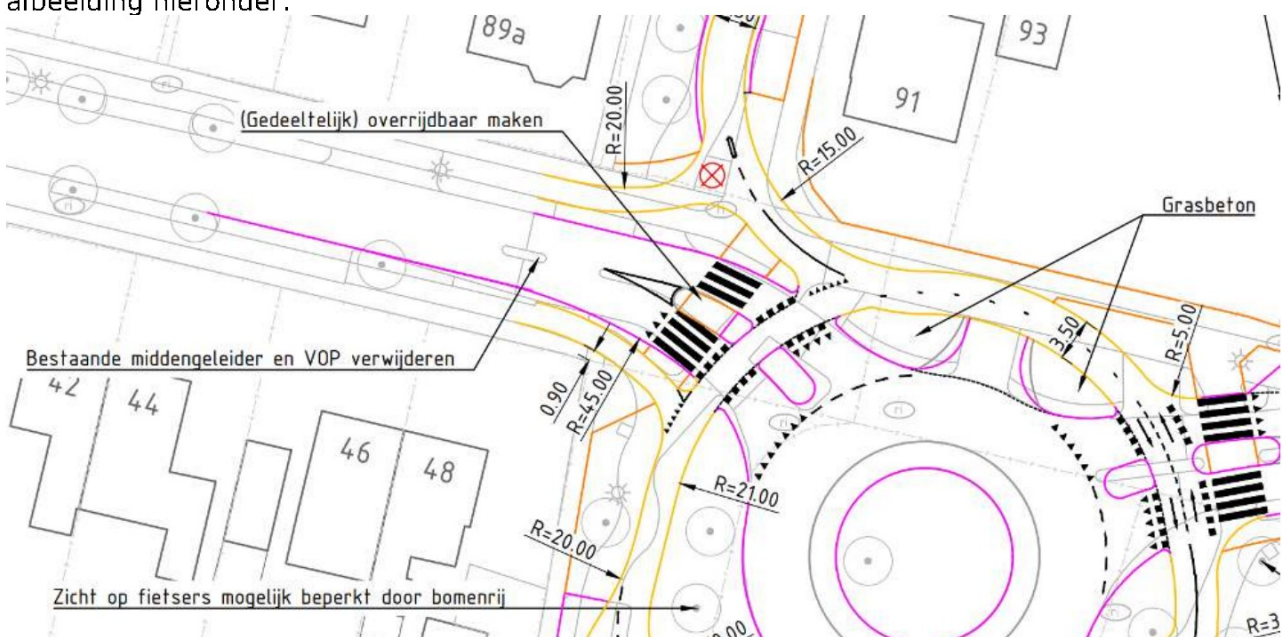 afbeelding hieronder.
89a
93
91
(Gedeeltelijk) overrijdbaar maken
R=20.00
R=15.00
Grasbeton
3.50
R=5.00
Bestaande middengeleider en VOP verwijderen
0.90
R=45.00
42
44
46
48
R=21.00
R=20.00
Zicht op fietsers mogelijk beperkt door bomenrij